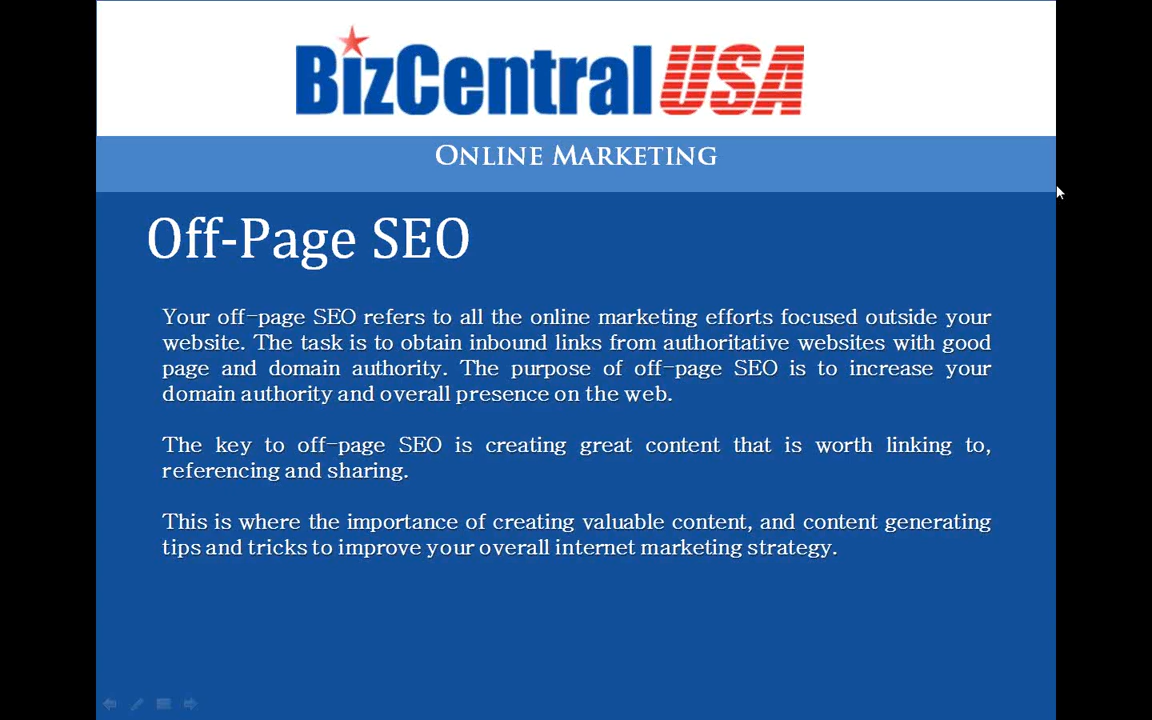 BizCentral USA
Online Marketing
Off-Page SEO
Your off-page SEO refers to all the online marketing efforts focused outside your
website. The task is to obtain inbound links from authoritative websites with good
page and domain authority. The purpose of off-page SEO is to increase your
domain authority and overall presence on the web.
The key to off-page SEO is creating great content that is worth linking to,
referencing and sharing.
This is where the importance of creating valuable content, and content generating
tips and tricks to improve your overall internet marketing strategy.